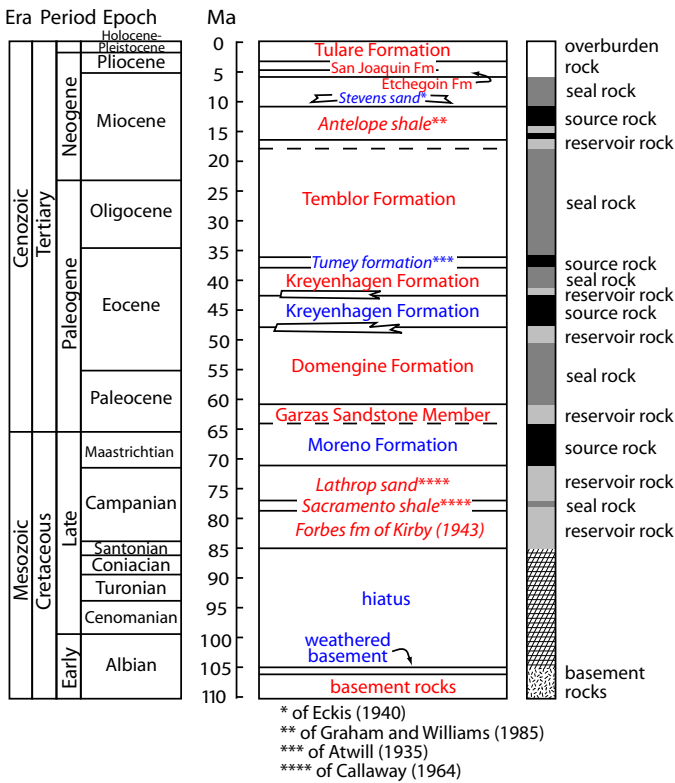 Era Period Epoch Ma
Holocene-
Pleistocene
Pliocene
Miocene
Oligocene
Eocene
Paleocene
Maastrichtian
Campanian
Santonian
Coniacian
Turonian
Cenomanian
Albian
Neogene
Paleogene
Late
Early
Tertiary
Cretaceous
Cenozoic
Mesozoic
0
5
10
15
20
25
30
35
40
45
50
55
60
65
70
75
80
85
90
95
100
105
110
Tulare Formation
San Joaquin Fm
Etchegoin Fm
Stevens sand*
Antelope shale**
Temblor Formation
Tumey formation***
Kreyenhagen Formation
Kreyenhagen Formation
Domengine Formation
Garzas Sandstone Member
Moreno Formation
Lathrop sand****
Sacramento shale****
Forbes fm of Kirby (1943)
hiatus
weathered
basement
basement rocks
overburden
rock
seal rock
source rock
reservoir rock
seal rock
source rock
seal rock
reservoir rock
source rock
reservoir rock
seal rock
reservoir rock
source rock
reservoir rock
seal rock
reservoir rock
basement
rocks
* of Eckis (1940)
** of Graham and Williams (1985)
*** of Atwill (1935)
**** of Callaway (1964)